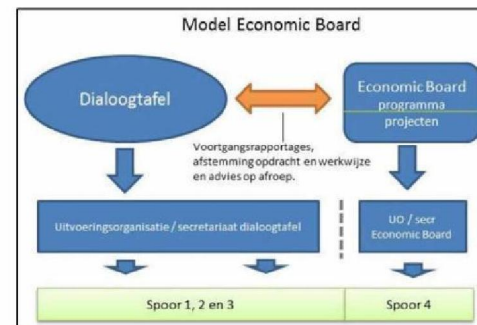 Model Economic Board
Dialoogtafel
Economic Board
programma
projecten
Voortgangsrapportages,
afstemming opdracht en werkwijze
en advies op afroep.
Uitvoeringsorganisatie / secretariaat dialoogtafel
UO / secr
Economic Board
Spoor 1, 2 en 3
Spoor 4